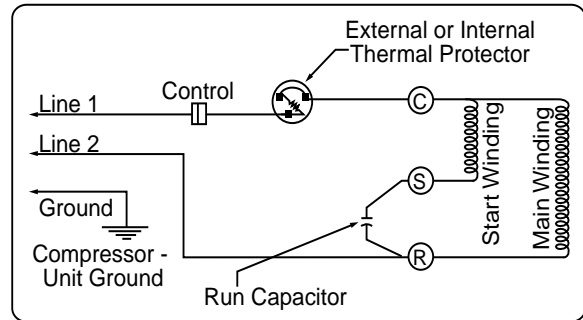 External or Internal
Thermal Protector
Control
Line 1
C
Line 2
S
Ground
Compressor -
Unit Ground
R
Run Capacitor
Start Winding
Main Winding